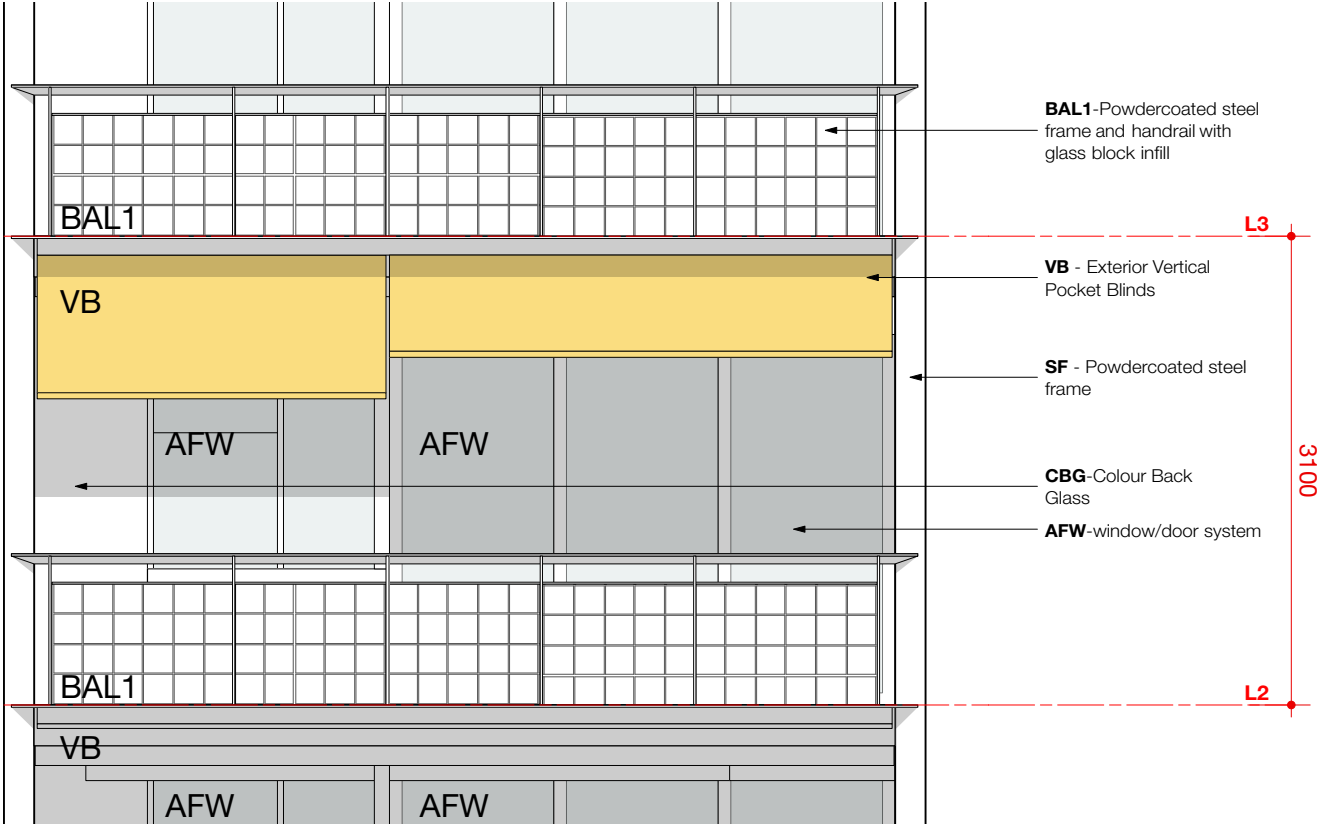 BAL1-Powdercoated steel
frame and handrail with
glass block infill
BAL1
L3
VB - Exterior Vertical
Pocket Blinds
VB
SF - Powdercoated steel
frame
AFW
AFW
3100
CBG-Colour Back
Glass
AFW-window/door system
BAL1
L2
VB
AFW
AFW